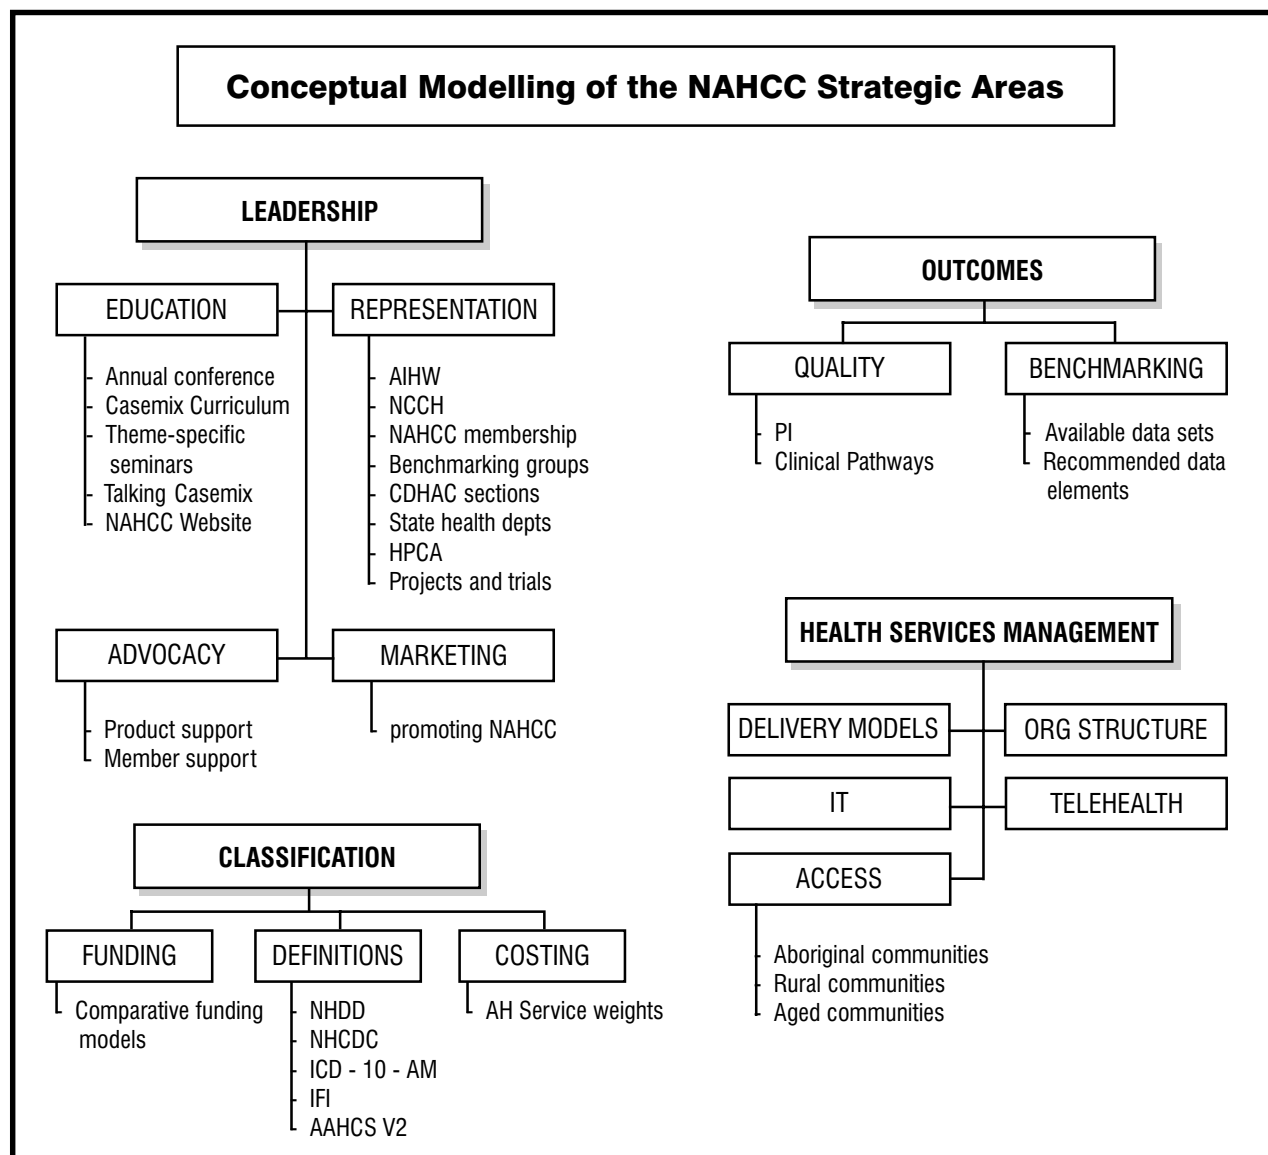 Conceptual Modelling of the NAHCC Strategic Areas
LEADERSHIP
EDUCATION
- Annual conference
- Casemix Curriculum
- Theme-specific
seminars
- Talking Casemix
- NAHCC Website
REPRESENTATION
- AIHW
- NCCH
- NAHCC membership
- Benchmarking groups
- CDHAC sections
- State health depts
- HPCA
- Projects and trials
ADVOCACY
- Product support
- Member support
MARKETING
- promoting NAHCC
CLASSIFICATION
FUNDING
- Comparative funding
models
DEFINITIONS
- NHDD
- NHCDC
- ICD - 10 - AM
- IFI
- AAHCS V2
COSTING
- AH Service weights
OUTCOMES
QUALITY
- PI
- Clinical Pathways
BENCHMARKING
- Available data sets
- Recommended data
elements
HEALTH SERVICES MANAGEMENT
DELIVERY MODELS
ORG STRUCTURE
IT
TELEHEALTH
ACCESS
- Aboriginal communities
- Rural communities
- Aged communities